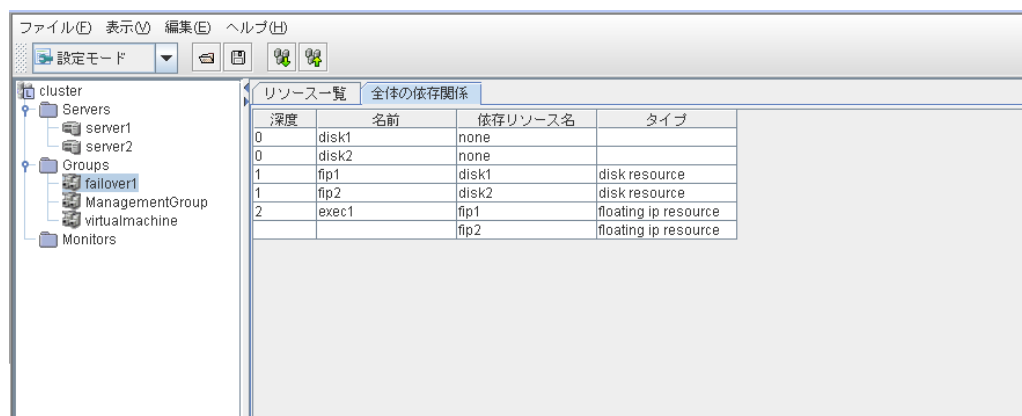 ファイル(F) 表示(V) 編集(E) ヘルプ(H)
設定モード
cluster
Servers
server1
server2
Groups
failover1
ManagementGroup
virtualmachine
Monitors
リソース一覧 全体の依存関係
深度 名前 依存リソース名 タイプ
0 disk1 none
0 disk2 none
1 fip1 disk1 disk resource
1 fip2 disk2 disk resource
2 exec1 fip1 floating ip resource
fip2 floating ip resource